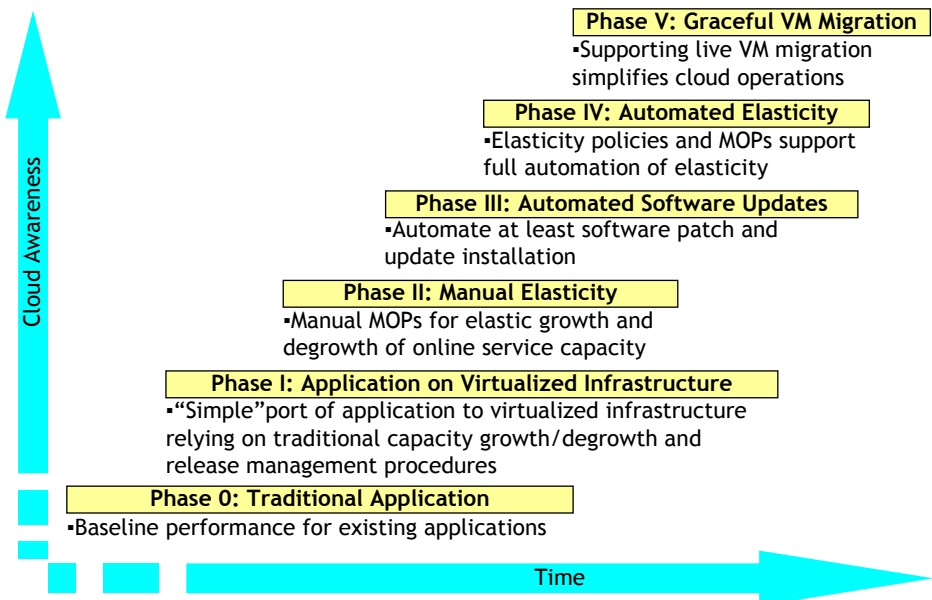 Phase V: Graceful VM Migration
▪Supporting live VM migration
simplifies cloud operations
Phase IV: Automated Elasticity
▪Elasticity policies and MOPs support
full automation of elasticity
Phase III: Automated Software Updates
▪Automate at least software patch and
update installation
Phase II: Manual Elasticity
▪Manual MOPs for elastic growth and
degrowth of online service capacity
Phase I: Application on Virtualized Infrastructure
▪“Simple”port of application to virtualized infrastructure
relying on traditional capacity growth/degrowth and
release management procedures
Phase 0: Traditional Application
▪Baseline performance for existing applications
Cloud Awareness
Time